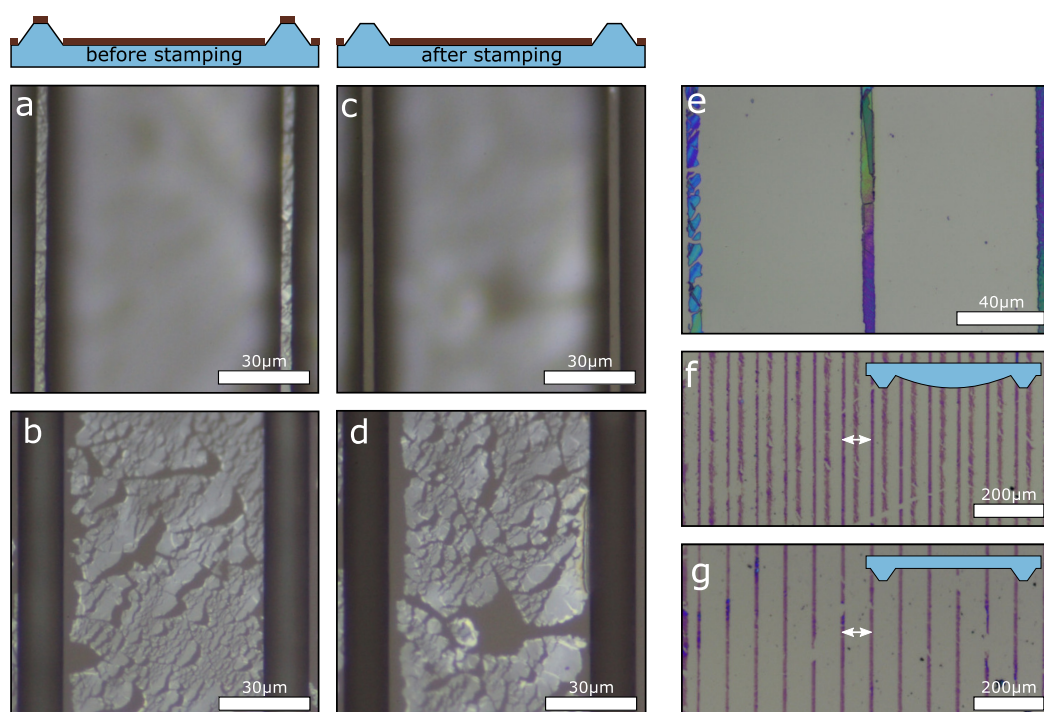 before stamping
after stamping
a
30µm
c
30µm
e
40µm
b
30µm
d
30µm
f
200µm
g
200µm